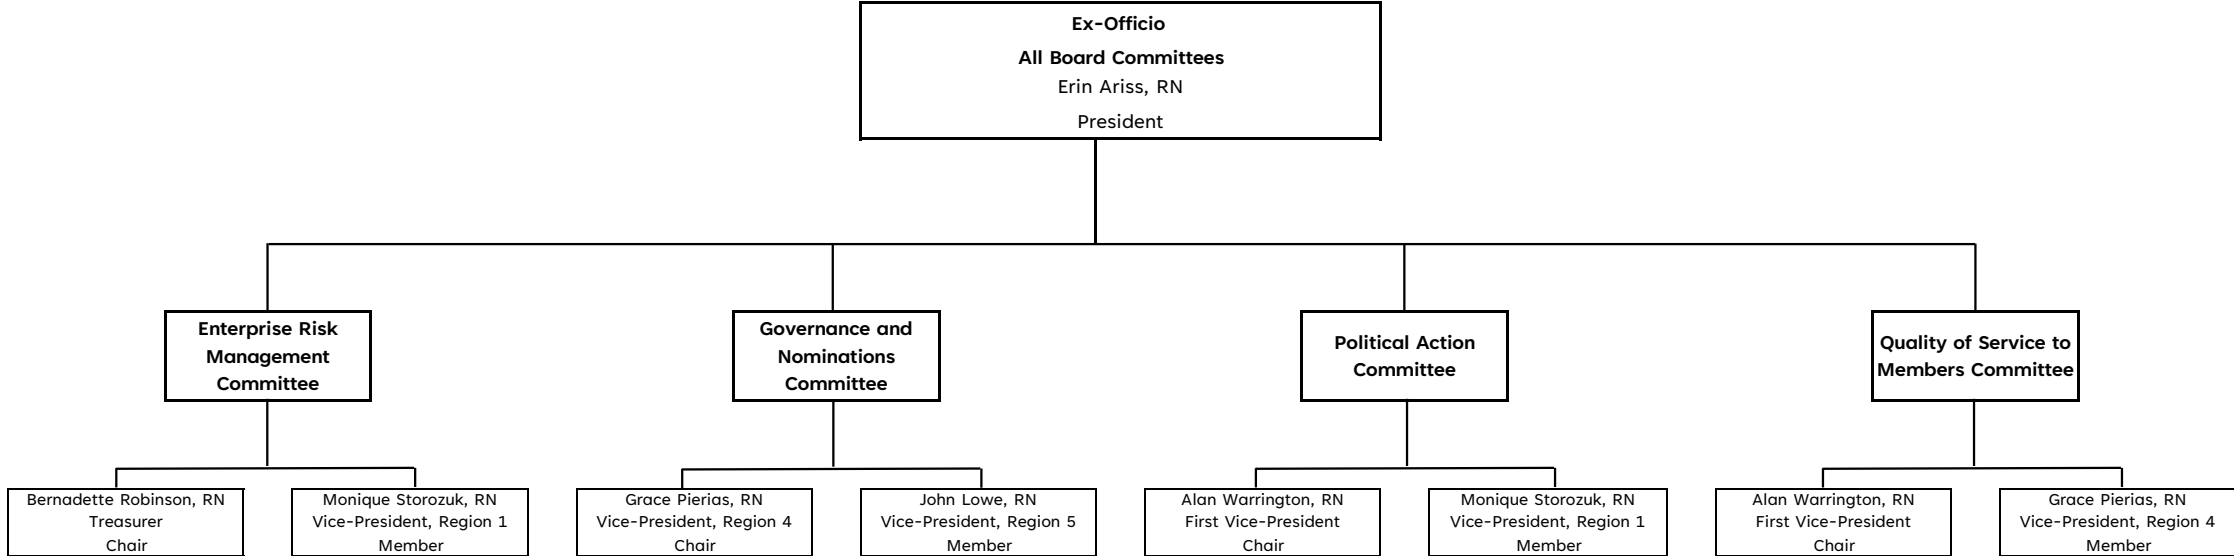 Ex-Officio
All Board Committees
Erin Ariss, RN
President
Enterprise Risk
Management
Committee
Governance and
Nominations
Committee
Political Action
Committee
Quality of Service to
Members Committee
Bernadette Robinson, RN
Treasurer
Chair
Monique Storozuk, RN
Vice-President, Region 1
Member
Grace Pierias, RN
Vice-President, Region 4
Chair
John Lowe, RN
Vice-President, Region 5
Member
Alan Warrington, RN
First Vice-President
Chair
Monique Storozuk, RN
Vice-President, Region 1
Member
Alan Warrington, RN
First Vice-President
Chair
Grace Pierias, RN
Vice-President, Region 4
Member